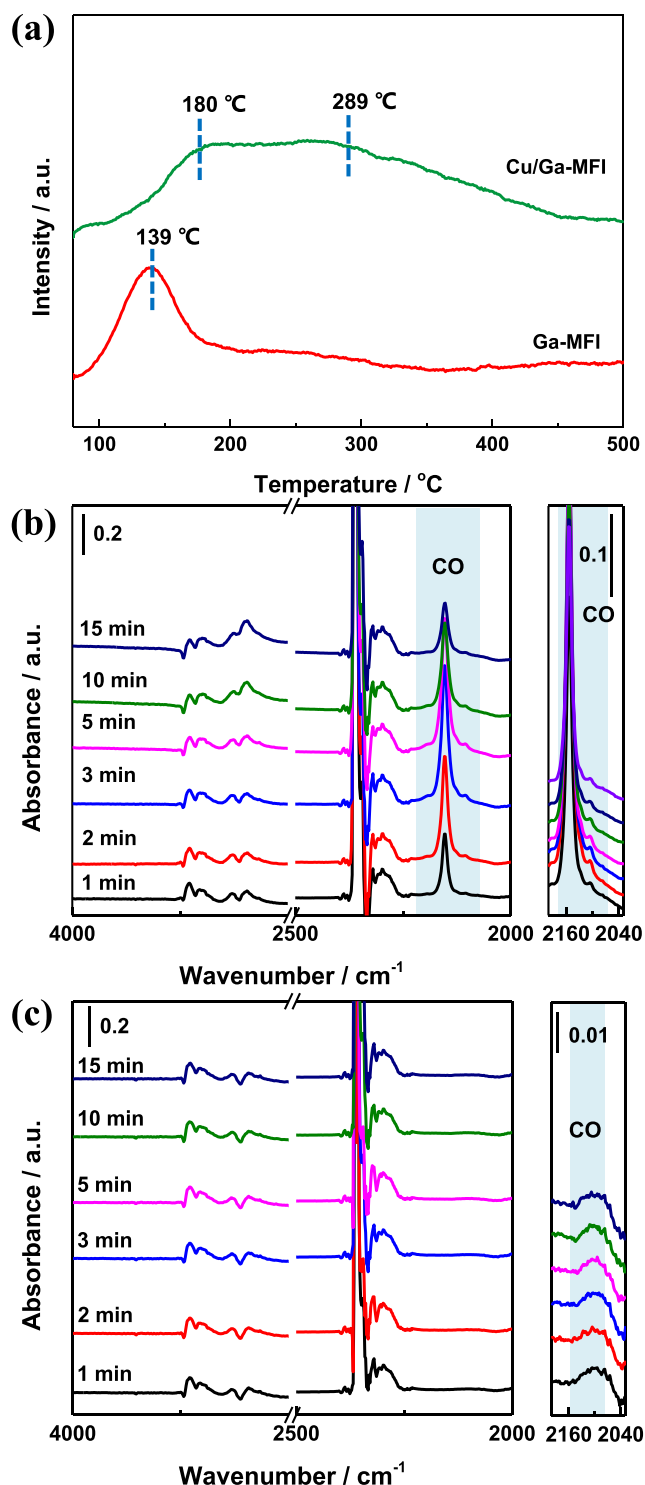 (a)
180 ℃
289 ℃
Cu/Ga-MFI
139 ℃
Ga-MFI
Intensity / a.u.
100 200 300 400 500
Temperature / °C
(b)
0.2
CO
15 min
10 min
5 min
3 min
2 min
1 min
Absorbance / a.u.
4000 2500 2000
Wavenumber / cm⁻¹
0.1
CO
2160 2040
(c)
0.2
15 min
10 min
5 min
3 min
2 min
1 min
Absorbance / a.u.
4000 2500 2000
Wavenumber / cm⁻¹
0.01
CO
2160 2040